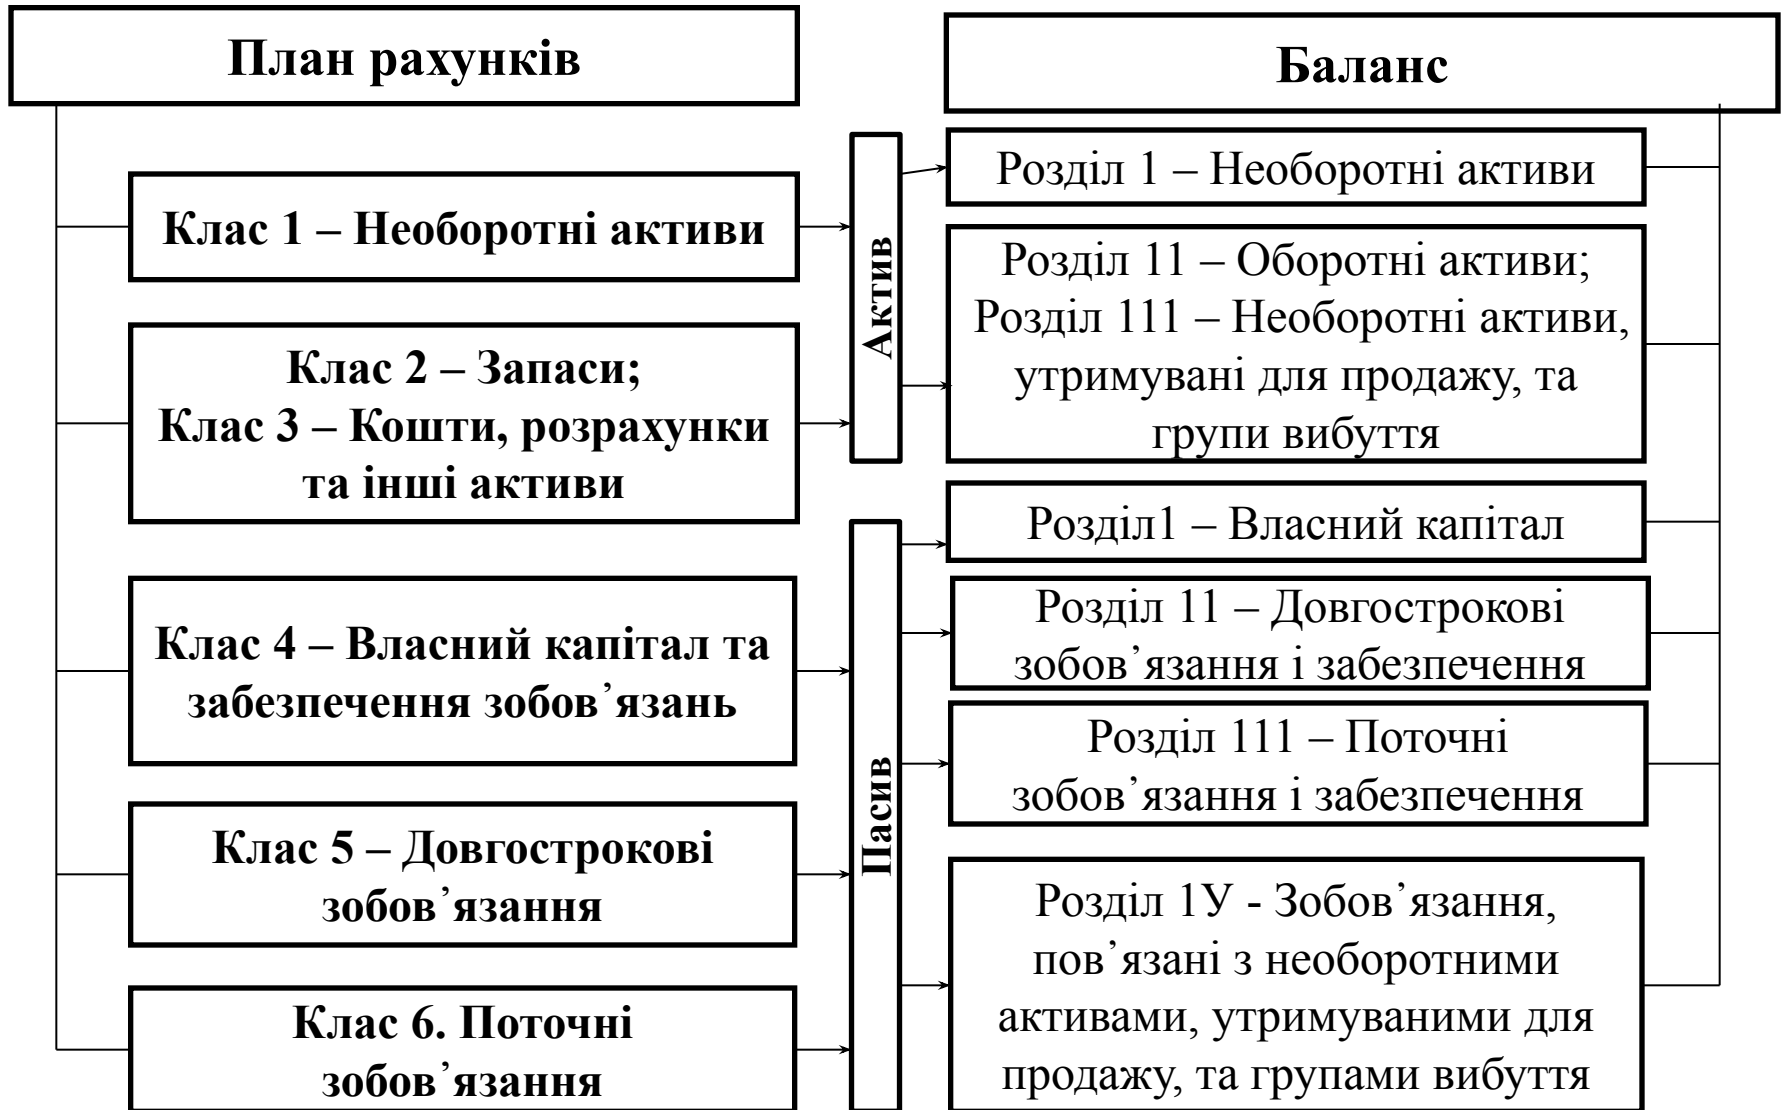 План рахунків
Баланс
Клас 1 – Необоротні активи
Клас 2 – Запаси;
Клас 3 – Кошти, розрахунки
та інші активи
Клас 4 – Власний капітал та
забезпечення зобов’язань
Клас 5 – Довгострокові
зобов’язання
Клас 6. Поточні
зобов’язання
Актив
Пасив
Розділ 1 – Необоротні активи
Розділ 11 – Оборотні активи;
Розділ 111 – Необоротні активи,
утримувані для продажу, та
групи вибуття
Розділ1 – Власний капітал
Розділ 11 – Довгострокові
зобов’язання і забезпечення
Розділ 111 – Поточні
зобов’язання і забезпечення
Розділ 1У - Зобов’язання,
пов’язані з необоротними
активами, утримуваними для
продажу, та групами вибуття